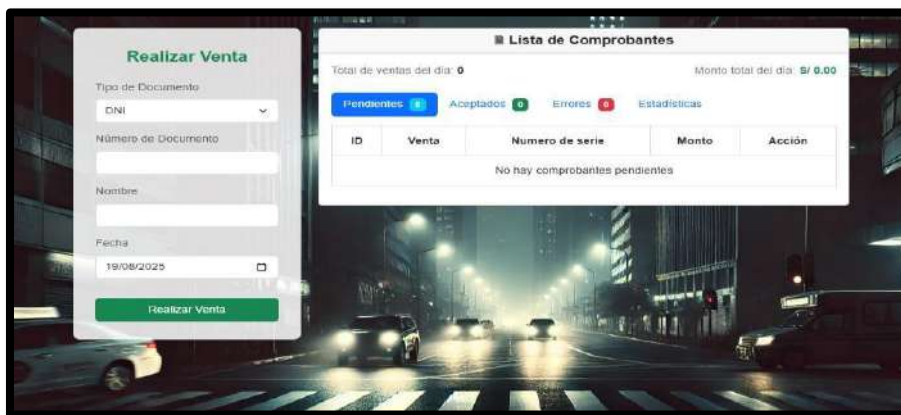 Realizar Venta
Tipo de Documento
DNI
Número de Documento
Nombre
Fecha
19/08/2025
Realizar Venta
Lista de Comprobantes
Total de ventas del día: 0
Monto total del día: S/ 0.00
Pendientes 0 Aceptados 0 Errores 0 Estadísticas
ID Venta Numero de serie Monto Acción
No hay comprobantes pendientes